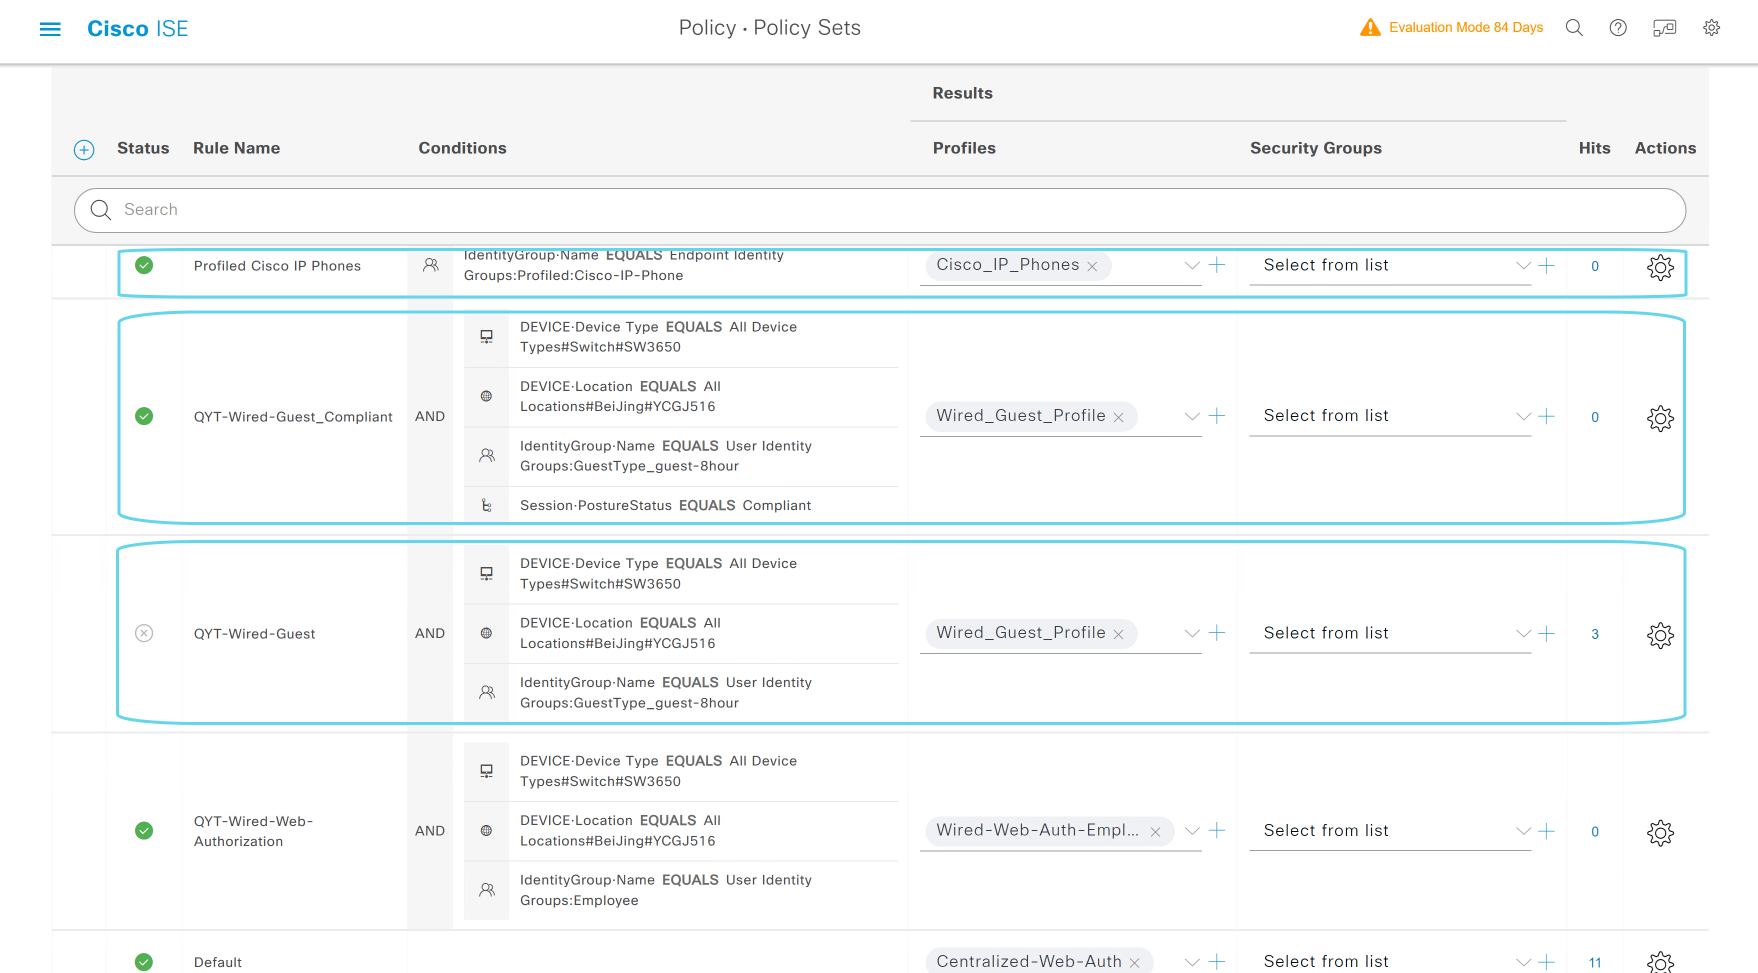 Cisco ISE
Policy · Policy Sets
Evaluation Mode 84 Days
Results
Status Rule Name Conditions Profiles Security Groups Hits Actions
Search
Profiled Cisco IP Phones
IdentityGroup·Name EQUALS Endpoint Identity
Groups:Profiled:Cisco-IP-Phone
Cisco_IP_Phones
Select from list
0
QYT-Wired-Guest_Compliant
AND
DEVICE·Device Type EQUALS All Device
Types#Switch#SW3650
DEVICE·Location EQUALS All
Locations#BeiJing#YCGJ516
IdentityGroup·Name EQUALS User Identity
Groups:GuestType_guest-8hour
Session·PostureStatus EQUALS Compliant
Wired_Guest_Profile
Select from list
0
QYT-Wired-Guest
AND
DEVICE·Device Type EQUALS All Device
Types#Switch#SW3650
DEVICE·Location EQUALS All
Locations#BeiJing#YCGJ516
IdentityGroup·Name EQUALS User Identity
Groups:GuestType_guest-8hour
Wired_Guest_Profile
Select from list
3
QYT-Wired-Web-
Authorization
AND
DEVICE·Device Type EQUALS All Device
Types#Switch#SW3650
DEVICE·Location EQUALS All
Locations#BeiJing#YCGJ516
IdentityGroup·Name EQUALS User Identity
Groups:Employee
Wired-Web-Auth-Empl...
Select from list
0
Default
Centralized-Web-Auth
Select from list
11